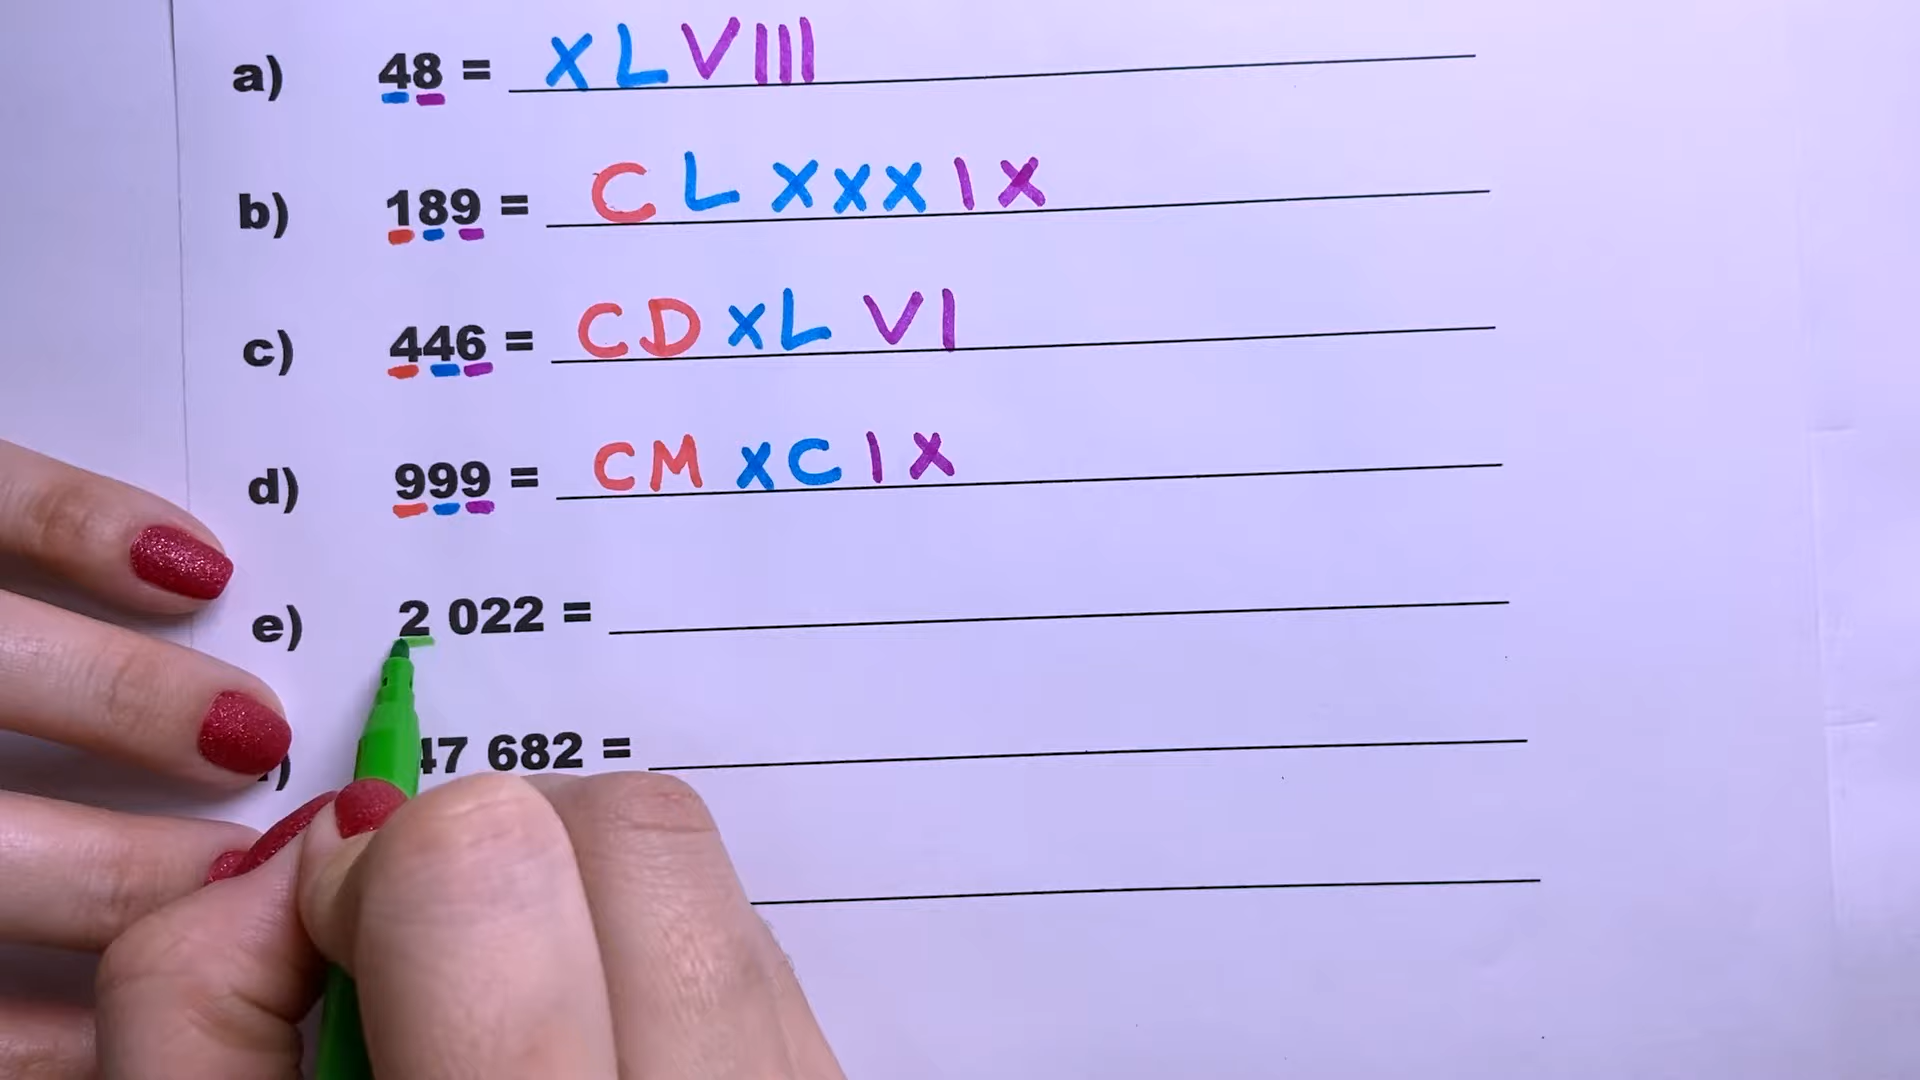 a) 48 = XLVIII
b) 189 = CLXXXIX
c) 446 = CDXLVI
d) 999 = CMXCIX
e) 2 022 =
47 682 =